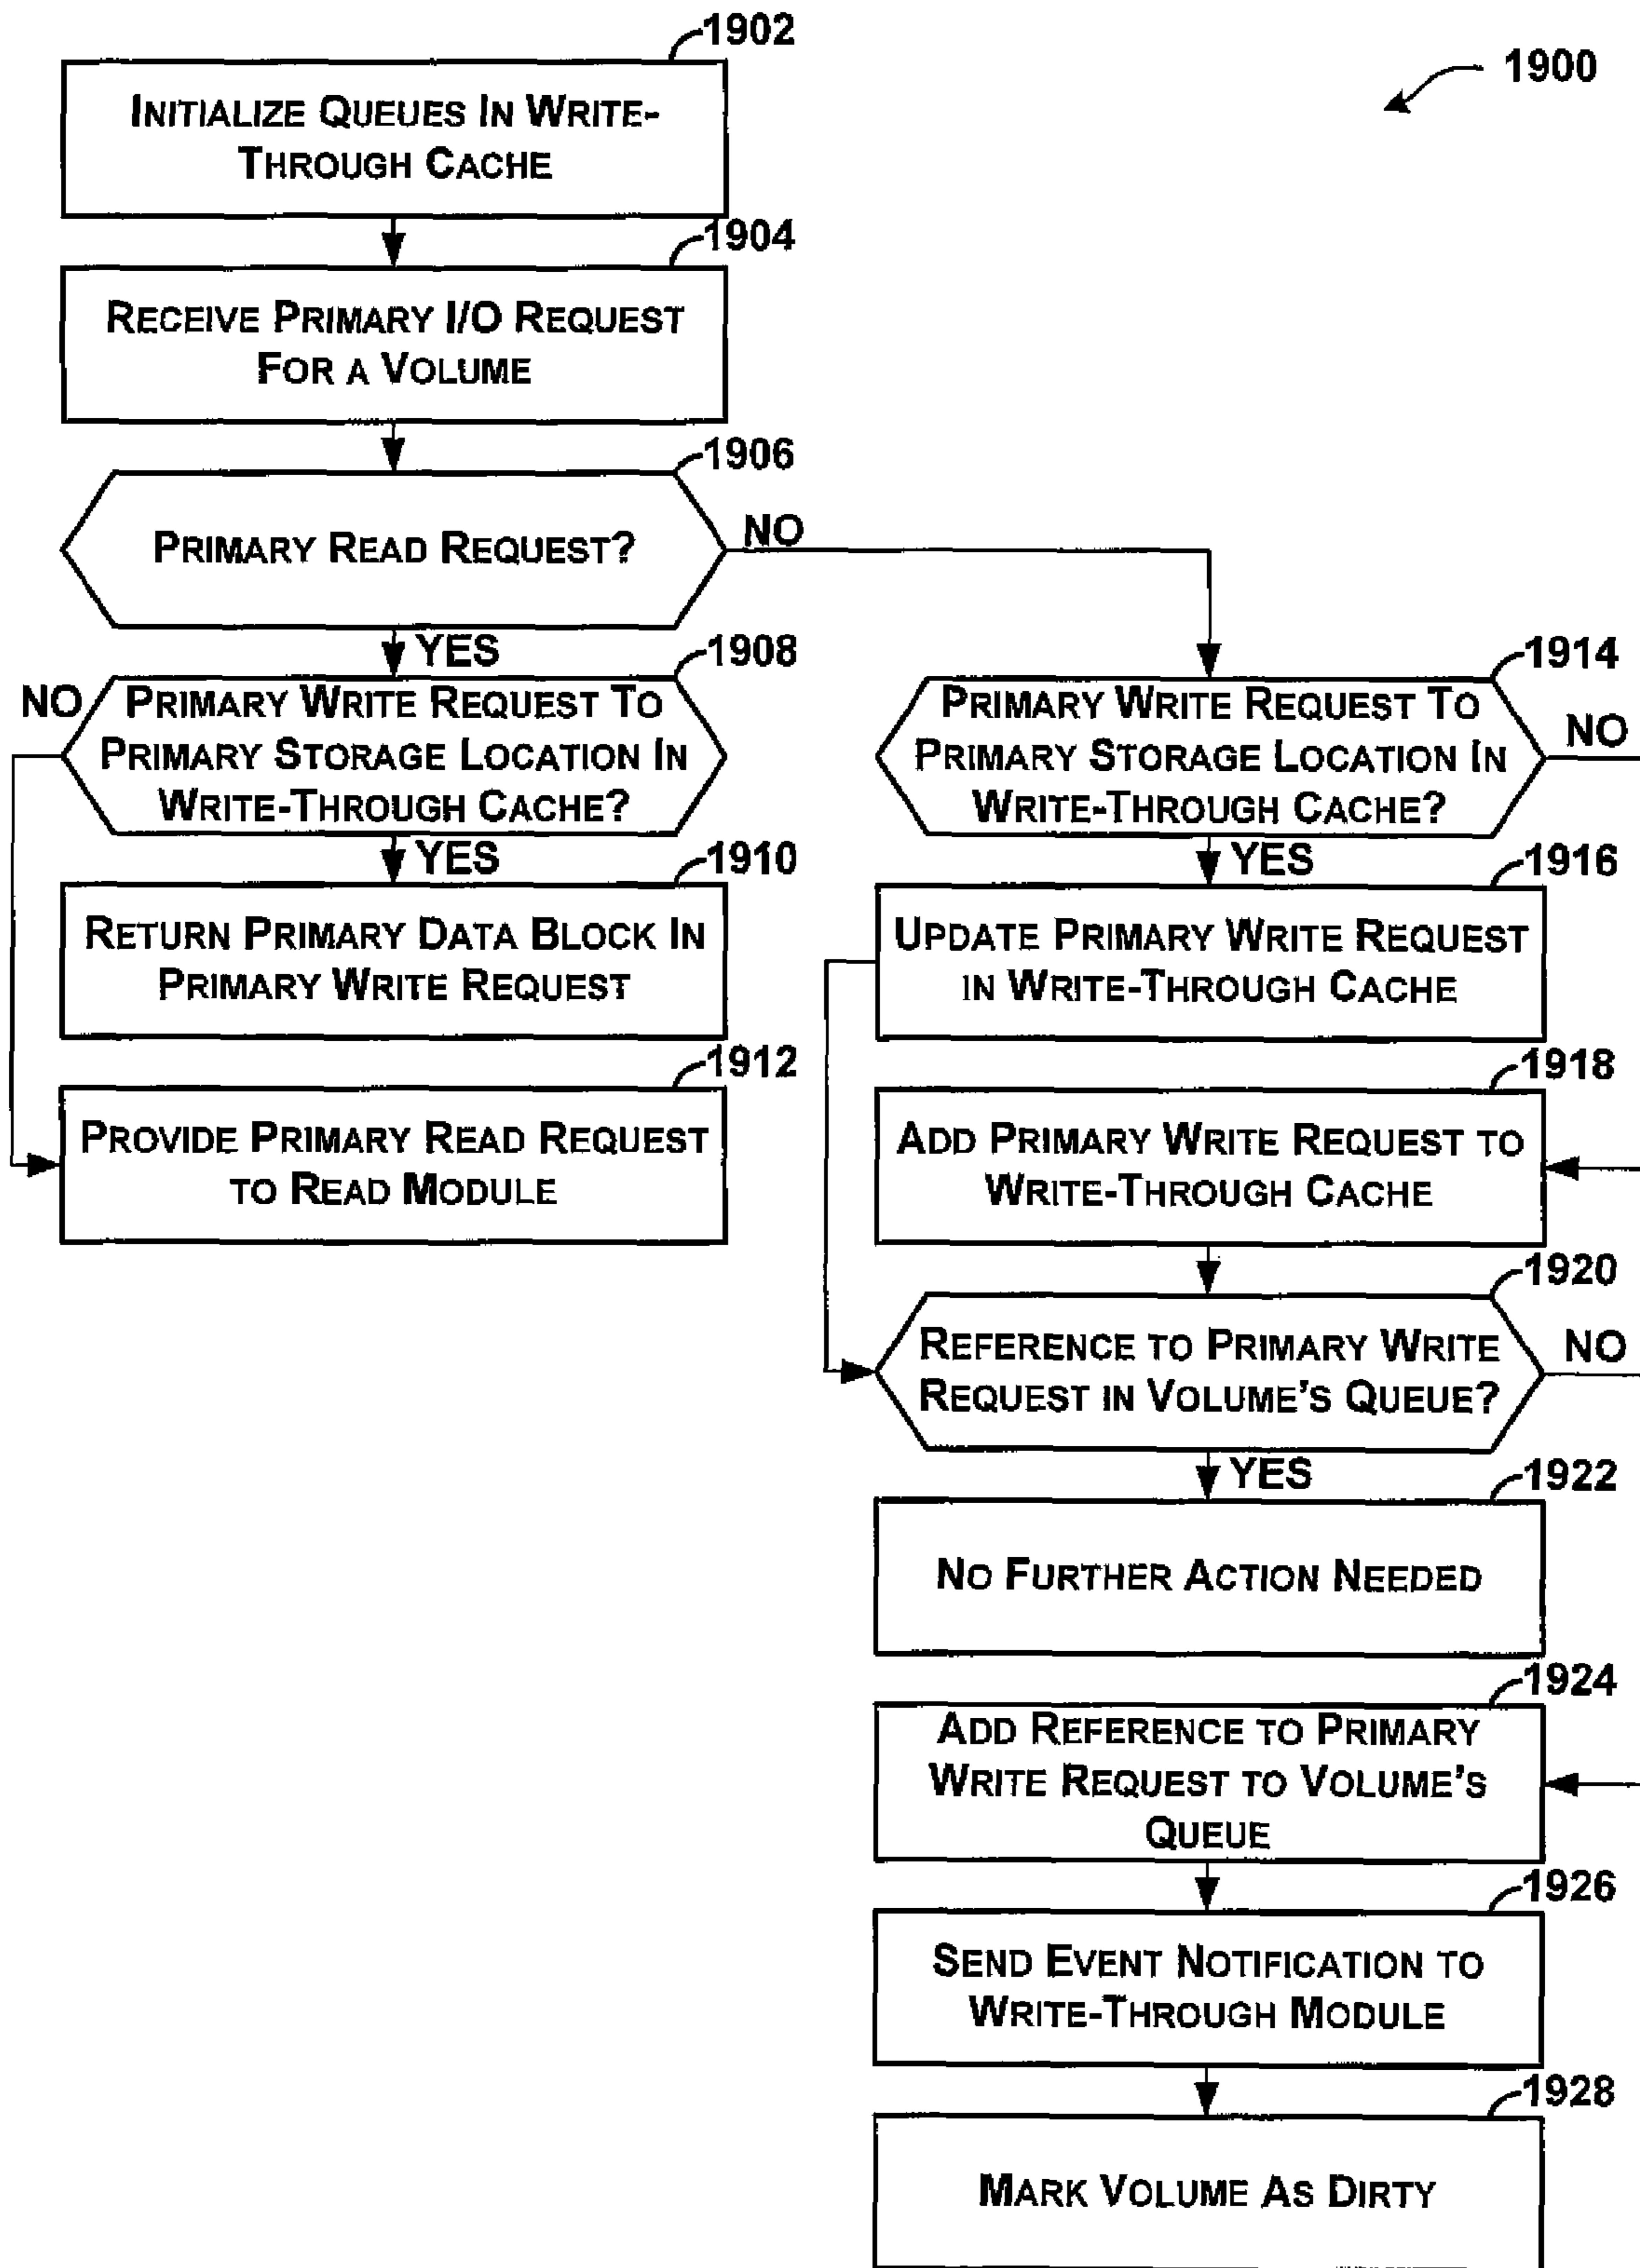 1902
1900
INITIALIZE QUEUES IN WRITE-
THROUGH CACHE
1904
RECEIVE PRIMARY I/O REQUEST
FOR A VOLUME
1906
PRIMARY READ REQUEST?
NO
YES
1908
NO
PRIMARY WRITE REQUEST TO
PRIMARY STORAGE LOCATION IN
WRITE-THROUGH CACHE?
YES
1910
RETURN PRIMARY DATA BLOCK IN
PRIMARY WRITE REQUEST
1912
PROVIDE PRIMARY READ REQUEST
TO READ MODULE
1914
PRIMARY WRITE REQUEST TO
PRIMARY STORAGE LOCATION IN
WRITE-THROUGH CACHE?
NO
YES
1916
UPDATE PRIMARY WRITE REQUEST
IN WRITE-THROUGH CACHE
1918
ADD PRIMARY WRITE REQUEST TO
WRITE-THROUGH CACHE
1920
REFERENCE TO PRIMARY WRITE
REQUEST IN VOLUME'S QUEUE?
NO
YES
1922
NO FURTHER ACTION NEEDED
1924
ADD REFERENCE TO PRIMARY
WRITE REQUEST TO VOLUME'S
QUEUE
1926
SEND EVENT NOTIFICATION TO
WRITE-THROUGH MODULE
1928
MARK VOLUME AS DIRTY